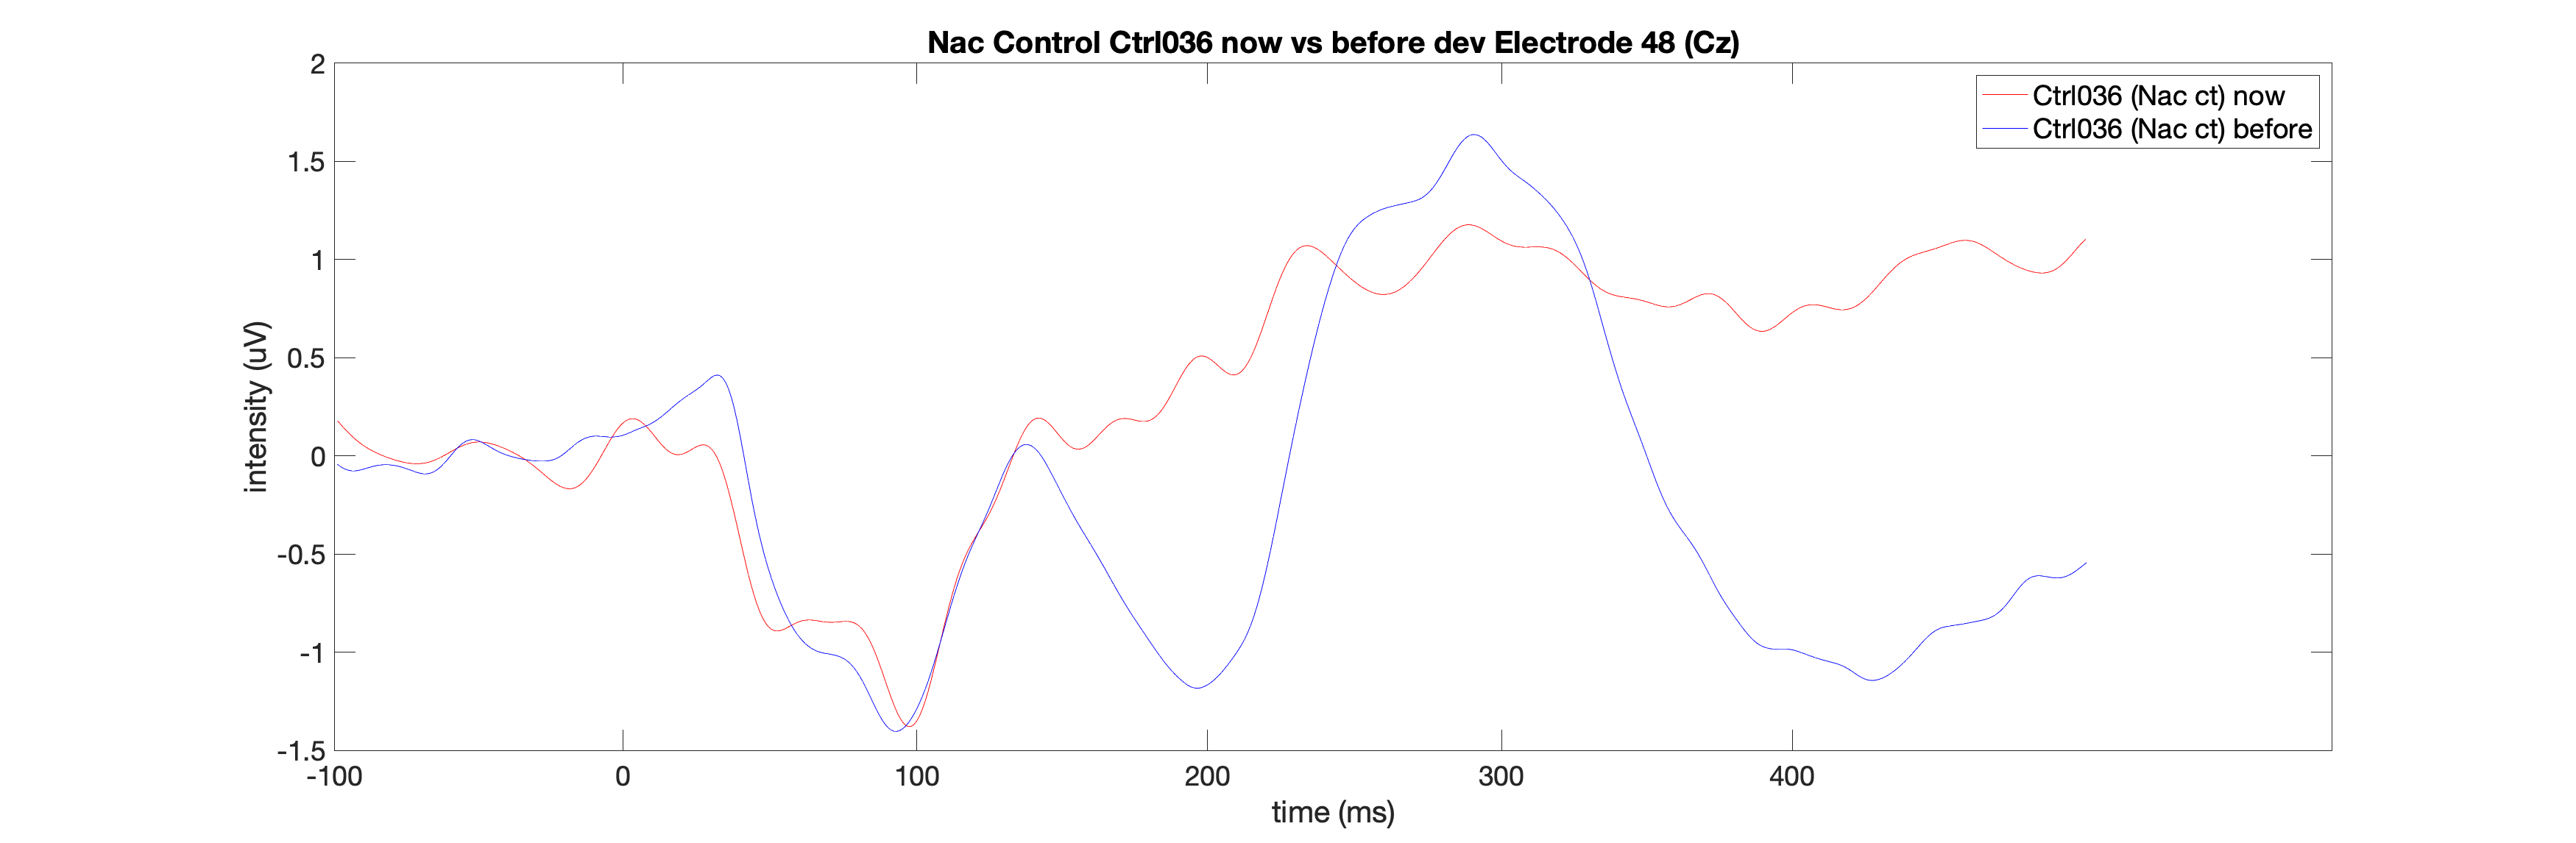 Nac Control Ctrl036 now vs before dev Electrode 48 (Cz)
Ctrl036 (Nac ct) now
Ctrl036 (Nac ct) before
intensity (uV)
2
1.5
1
0.5
0
-0.5
-1
-1.5
-100 0 100 200 300 400
time (ms)